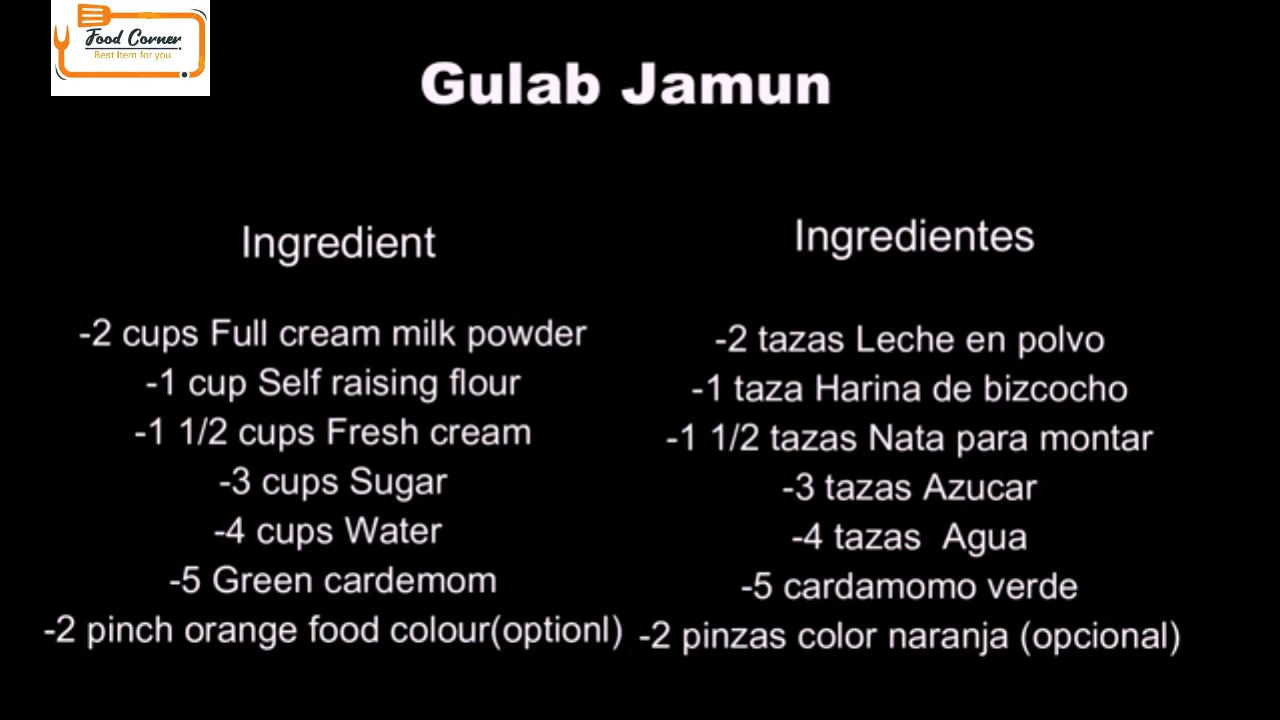 Food Corner
Best Item for you
Gulab Jamun
Ingredient
-2 cups Full cream milk powder
-1 cup Self raising flour
-1 1/2 cups Fresh cream
-3 cups Sugar
-4 cups Water
-5 Green cardemom
-2 pinch orange food colour(optionl)
Ingredientes
-2 tazas Leche en polvo
-1 taza Harina de bizcocho
-1 1/2 tazas Nata para montar
-3 tazas Azucar
-4 tazas  Agua
-5 cardamomo verde
-2 pinzas color naranja (opcional)